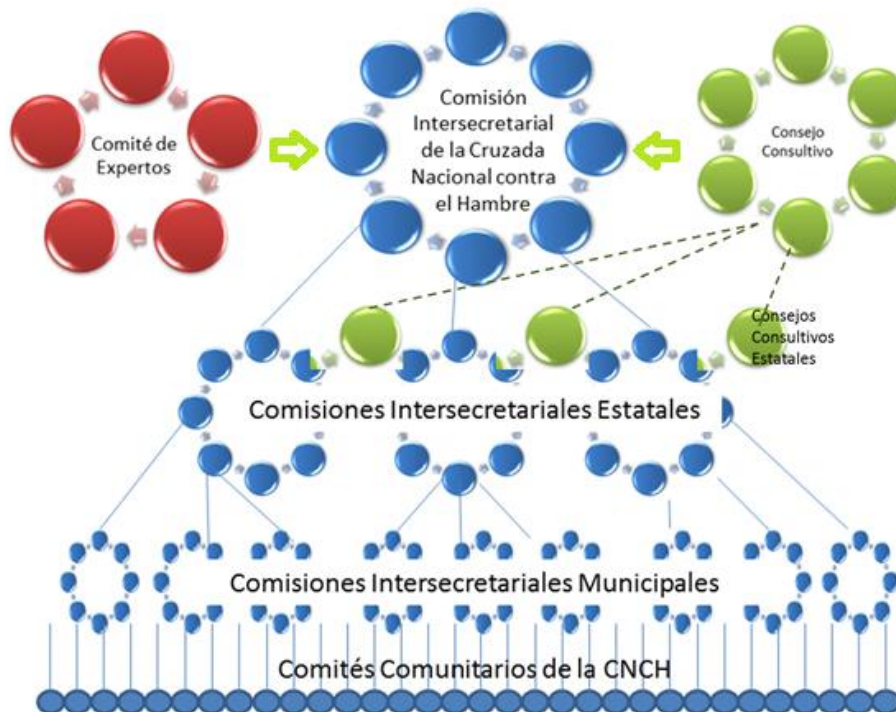 Comité de
Expertos
Comisión
Intersecretarial
de la Cruzada
Nacional contra
el Hambre
Consejo
Consultivo
Consejos
Consultivos
Estatales
Comisiones Intersecretariales Estatales
Comisiones Intersecretariales Municipales
Comités Comunitarios de la CNCH